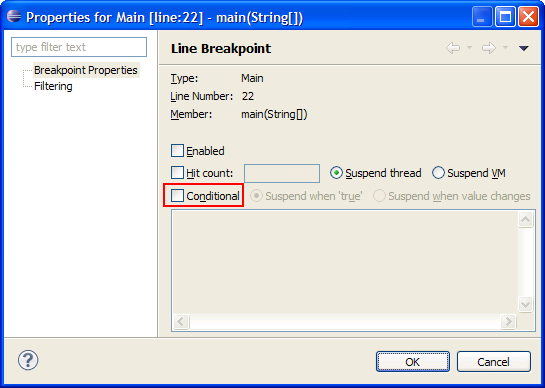 Properties for Main [line:22] - main(String[])
type filter text
Breakpoint Properties
Filtering
Line Breakpoint
Type: Main
Line Number: 22
Member: main(String[])
Enabled
Hit count: Suspend thread Suspend VM
Conditional Suspend when 'true' Suspend when value changes
?
OK Cancel